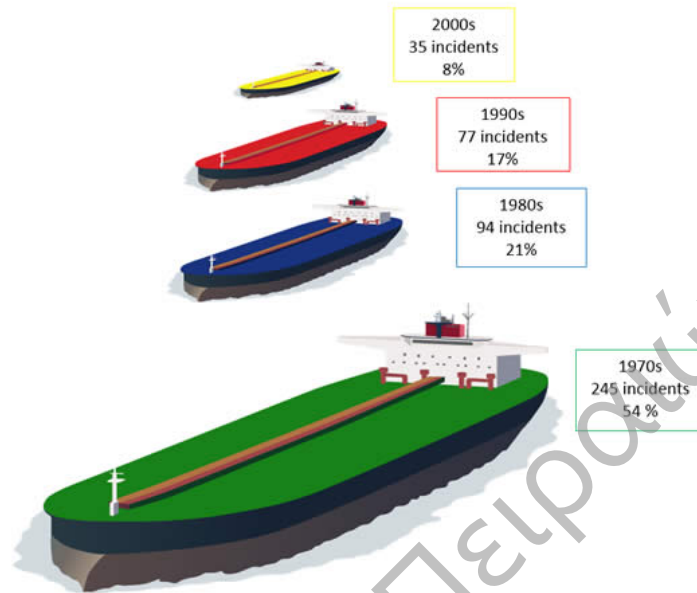 2000s
35 incidents
8%
1990s
77 incidents
17%
1980s
94 incidents
21%
1970s
245 incidents
54 %